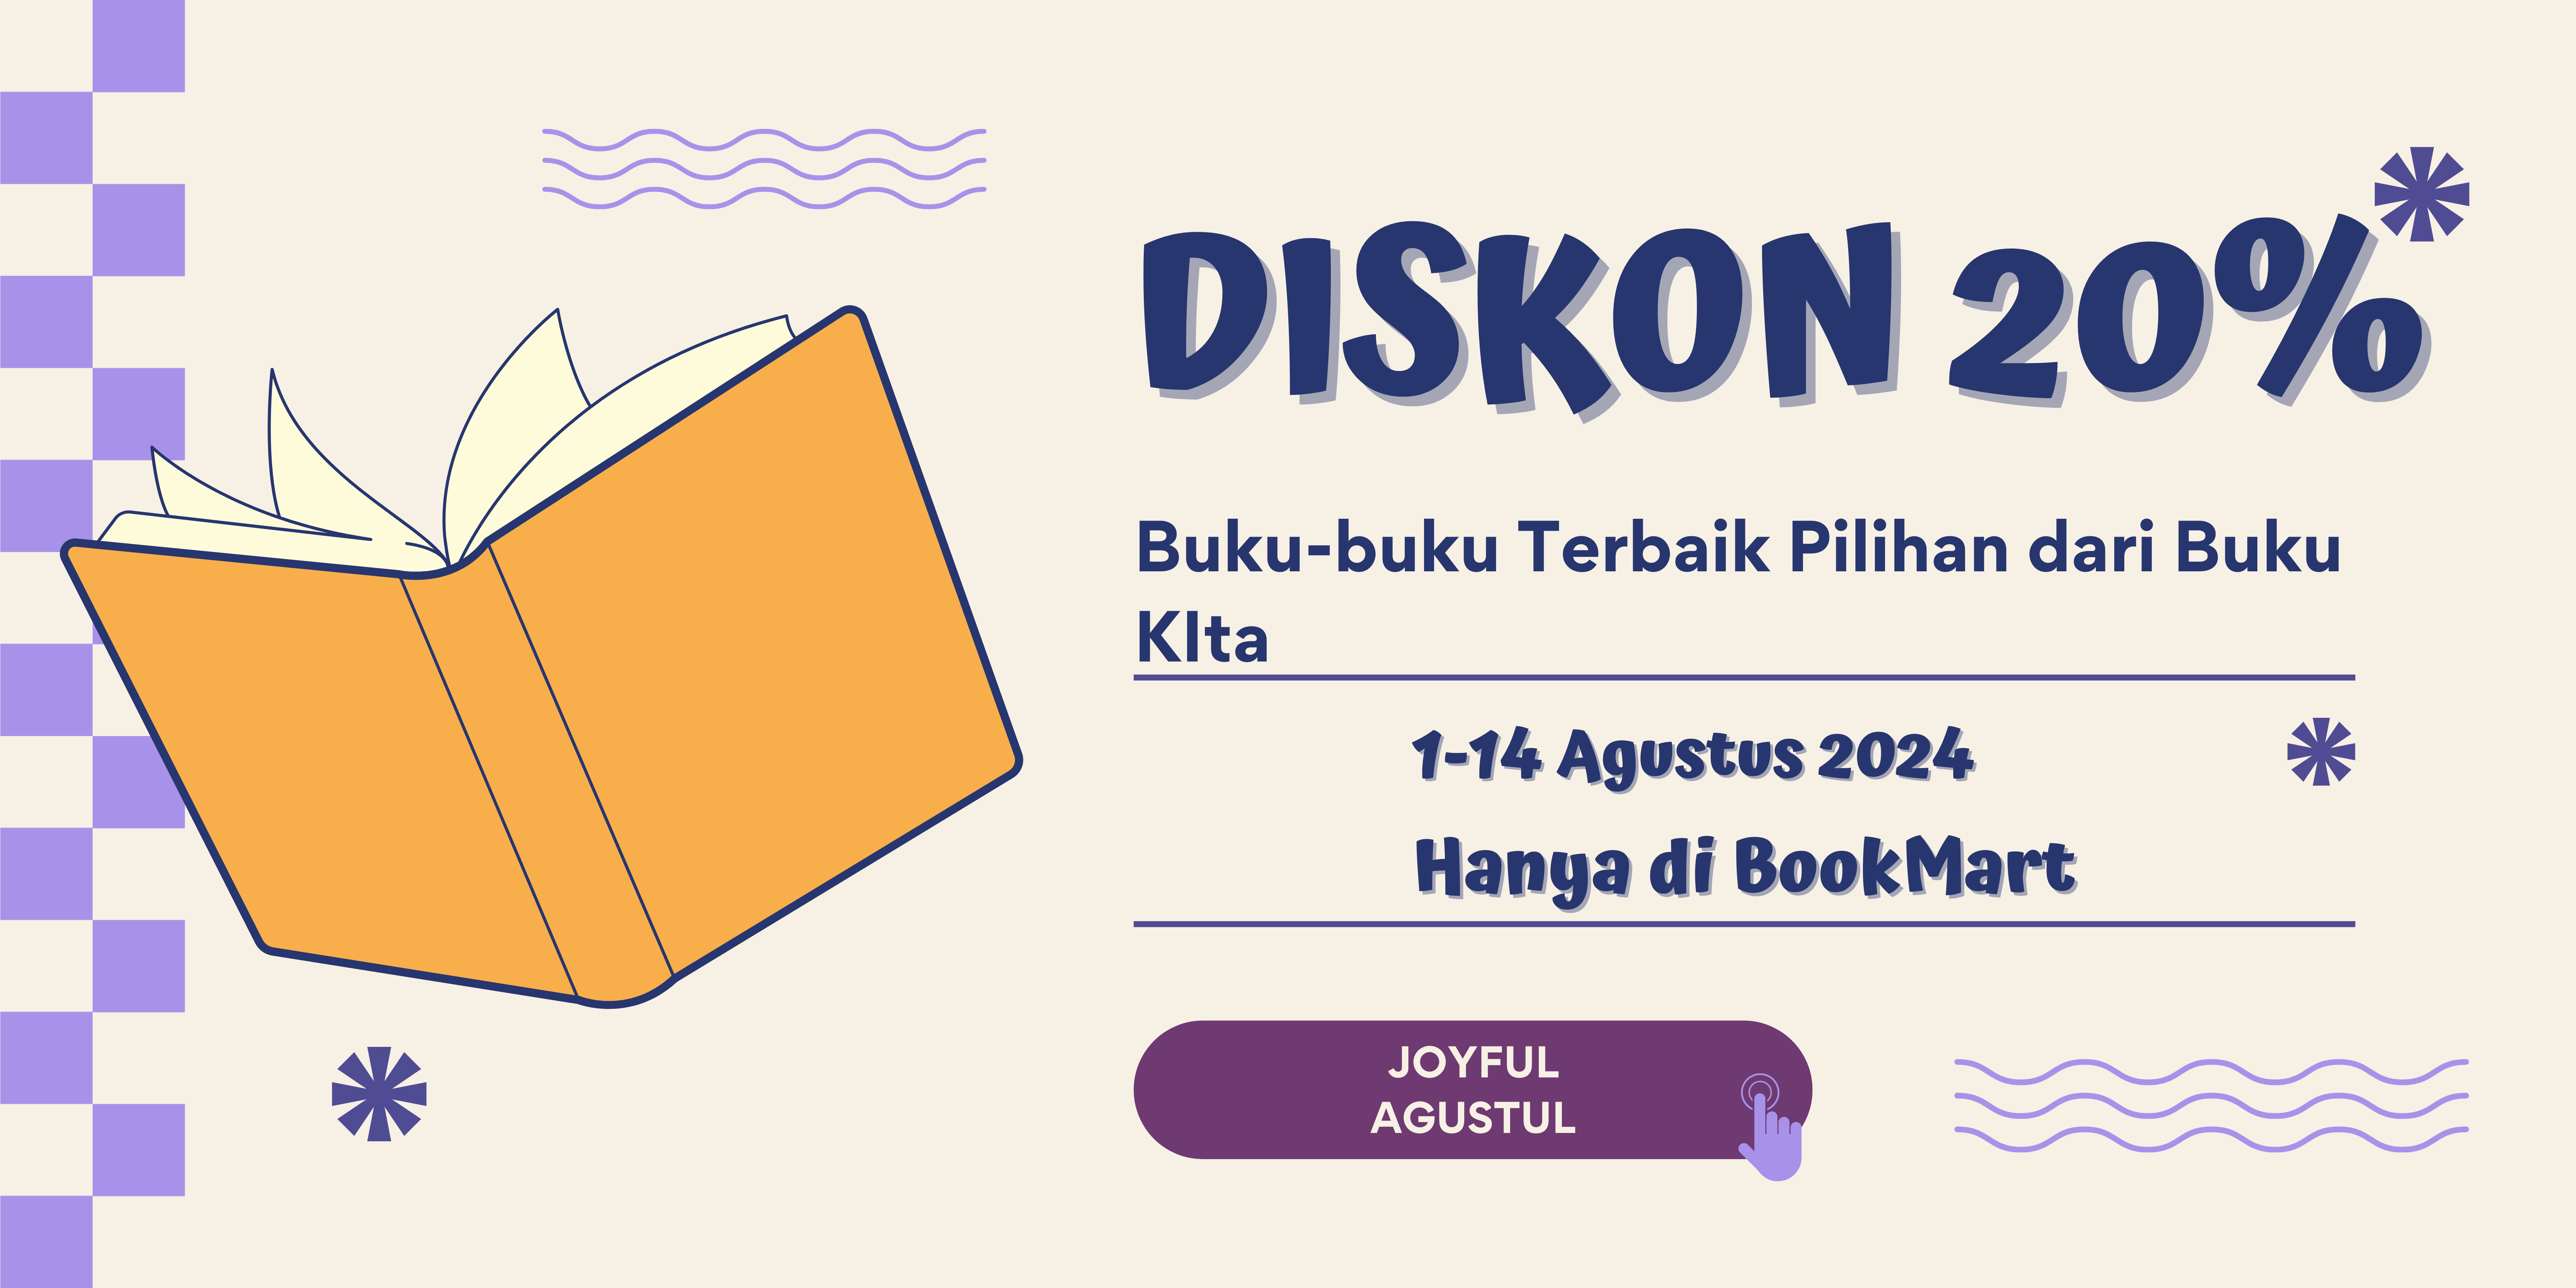 DISKON 20%
Buku-buku Terbaik Pilihan dari Buku
KIta
1-14 Agustus 2024
Hanya di BookMart
JOYFUL
AGUSTUL